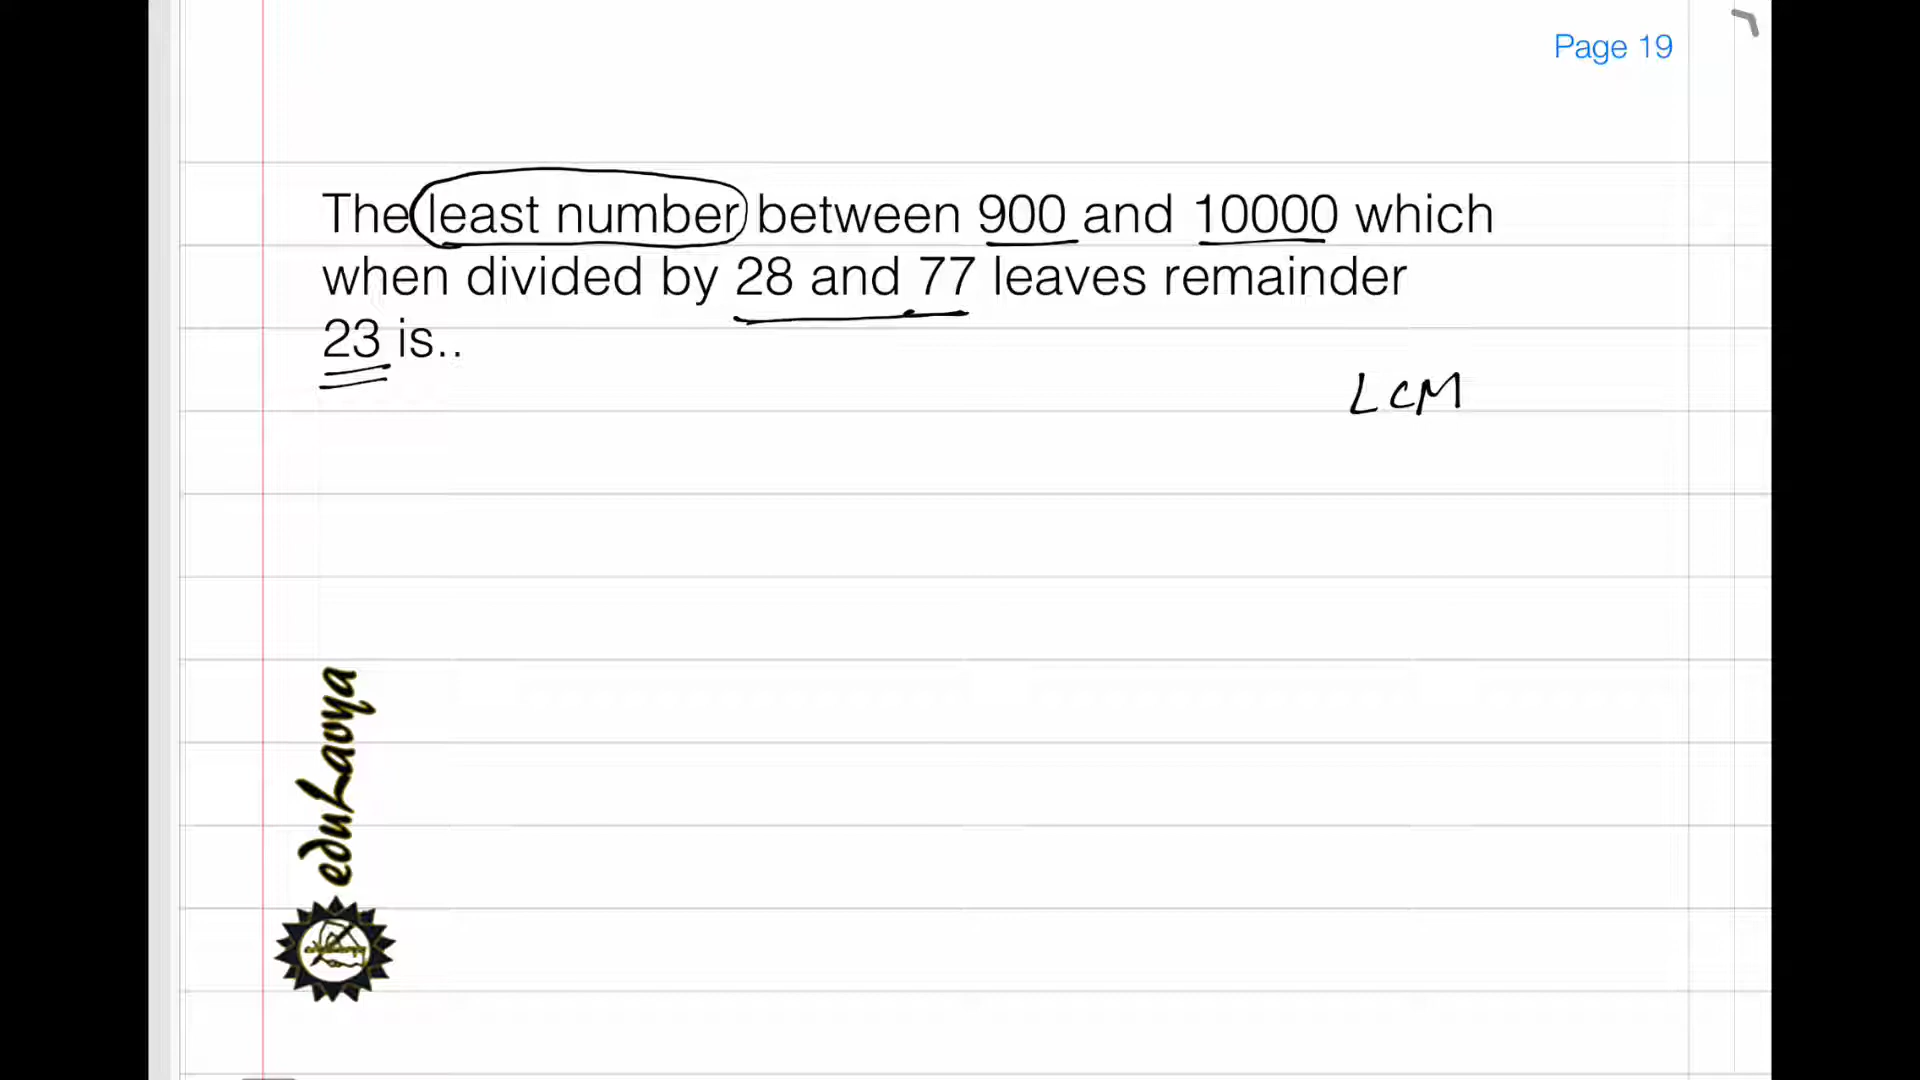 Page 19
The least number between 900 and 10000 which
when divided by 28 and 77 leaves remainder
23 is..
LCM
eduLavya